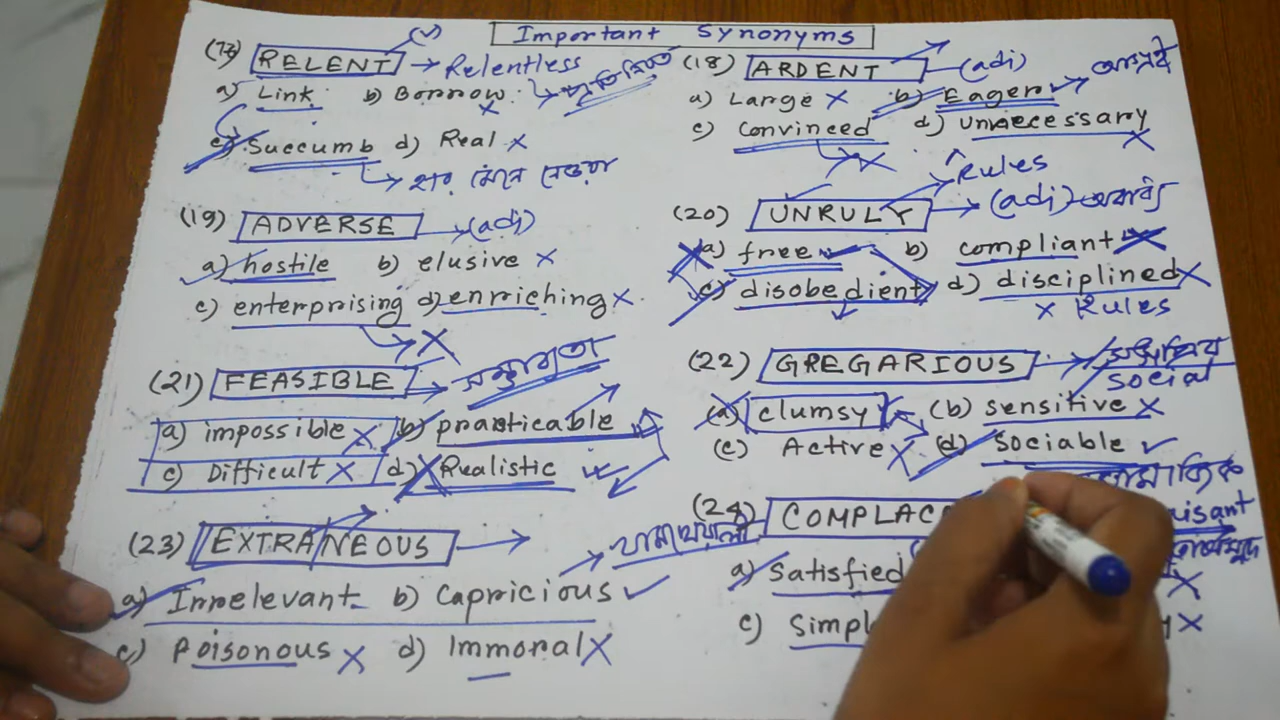 Important Synonyms
(17) RELENT (v) → Relentless
a) Link b) Borrow
c) Succumb d) Real
হার মেনে নেওয়া
(18) ARDENT (adj)
a) Large b) Eager
c) Convinced d) unnecessary
(19) ADVERSE (adj)
a) hostile b) elusive
c) enterprising d) enriching
(20) UNRULY Rules
(adj)
a) free b) compliant
c) disobedient d) disciplined
Rules
(21) FEASIBLE
a) impossible b) practicable
c) Difficult d) Realistic
(22) GREGARIOUS
social
(a) clumsy (b) sensitive
(c) Active (d) sociable
(23) EXTRANEOUS
a) Irrelevant b) Capricious
খামখেয়ালী
c) Poisonous d) Immoral
(24) COMPLAC
a) Satisfied
c) Simpl